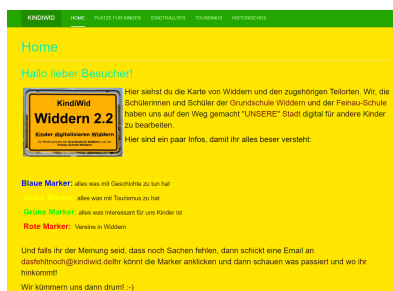 KINDIWID HOME PLÄTZE FÜR KINDER STADTRALLYES TOURISMUS HISTORISCHES
Home
Hallo lieber Besucher!
KindiWid
Widdern 2.2
Kinder digitalisieren Widdern
Hier siehst du die Karte von Widdern und den zugehörigen Teilorten. Wir, die
Schülerinnen und Schüler der Grundschule Widdern und der Feinau-Schule
haben uns auf den Weg gemacht "UNSERE" Stadt digital für andere Kinder
zu bearbeiten.
Hier sind ein paar Infos, damit ihr alles beser versteht:
Blaue Marker: alles was mit Geschichte zu tun hat
Gelbe Marker: alles was mit Tourismus zu hat
Grüne Marker: alles was interessant für uns Kinder ist
Rote Marker: Vereine in Widdern
Und falls ihr der Meinung seid, dass noch Sachen fehlen, dann schickt eine Email an
dasfehltnoch@kindiwid.deIhr könnt die Marker anklicken und dann schauen was passiert und wo ihr
hinkommt!
Wir kümmern uns dann drum! :-)